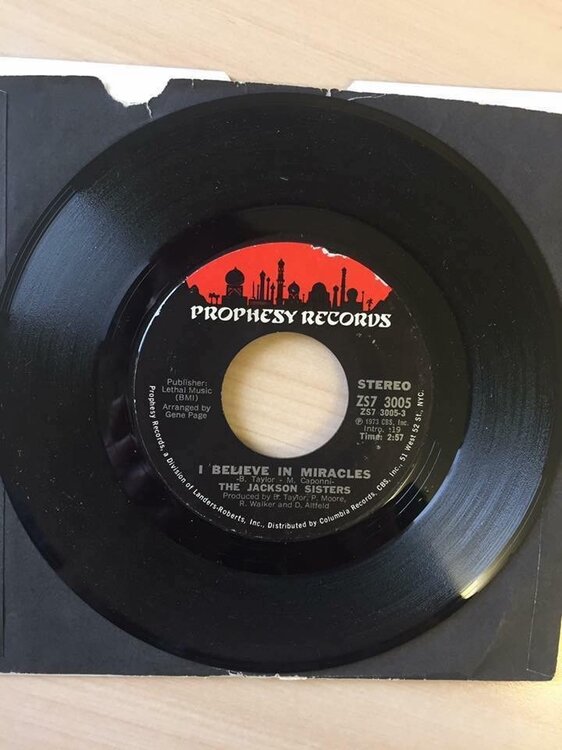 PROPHESY RECORDS
Publisher:
Lethal Music
(BMI)
Arranged by
Gene Page
STEREO
ZS7 3005
ZS7 3005-3
℗ 1973 CBS, Inc.
Intro. :19
Time: 2:57
I BELIEVE IN MIRACLES
-B. Taylor - M. Caponni-
THE JACKSON SISTERS
Produced by B. Taylor, P. Moore,
R. Walker and D. Altfeld
Prophesy Records, a Division of Landers-Roberts, Inc., Distributed by Columbia Records, CBS, Inc., 51 West 52 St., NYC.